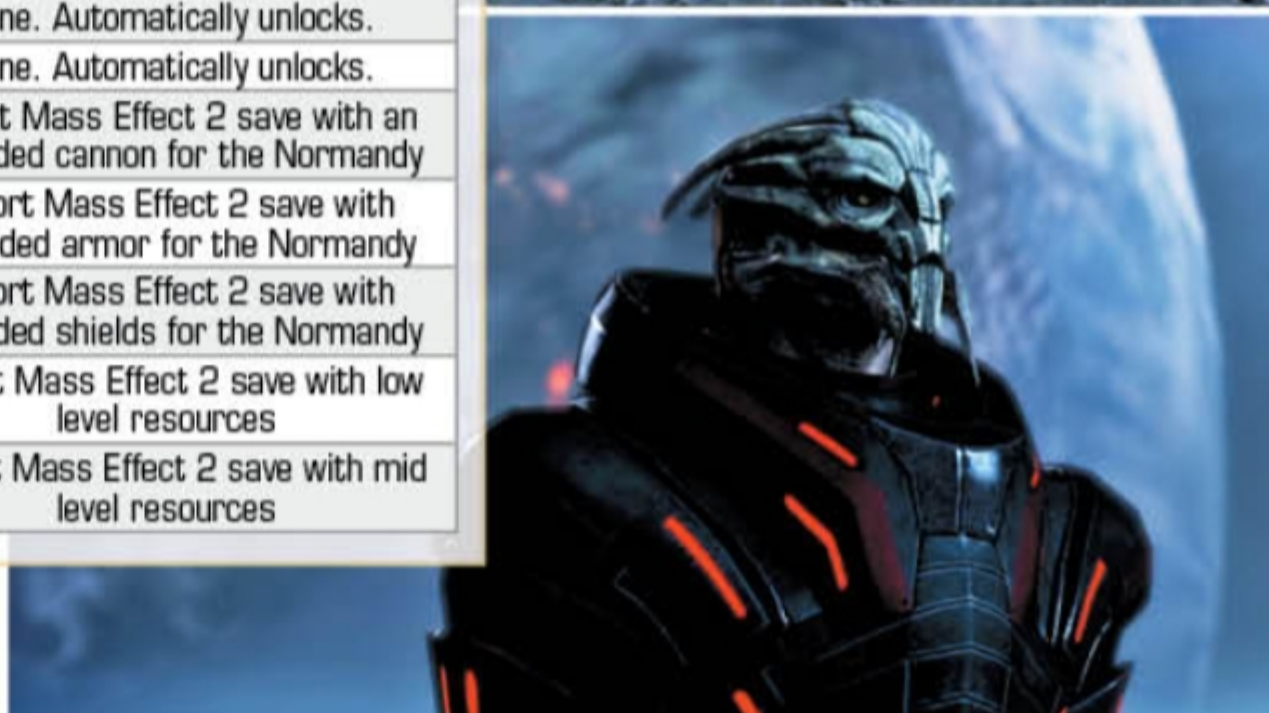 ne. Automatically unlocks.
ne. Automatically unlocks.
t Mass Effect 2 save with an
ded cannon for the Normandy
ort Mass Effect 2 save with
ded armor for the Normandy
ort Mass Effect 2 save with
ded shields for the Normandy
t Mass Effect 2 save with low
level resources
t Mass Effect 2 save with mid
level resources